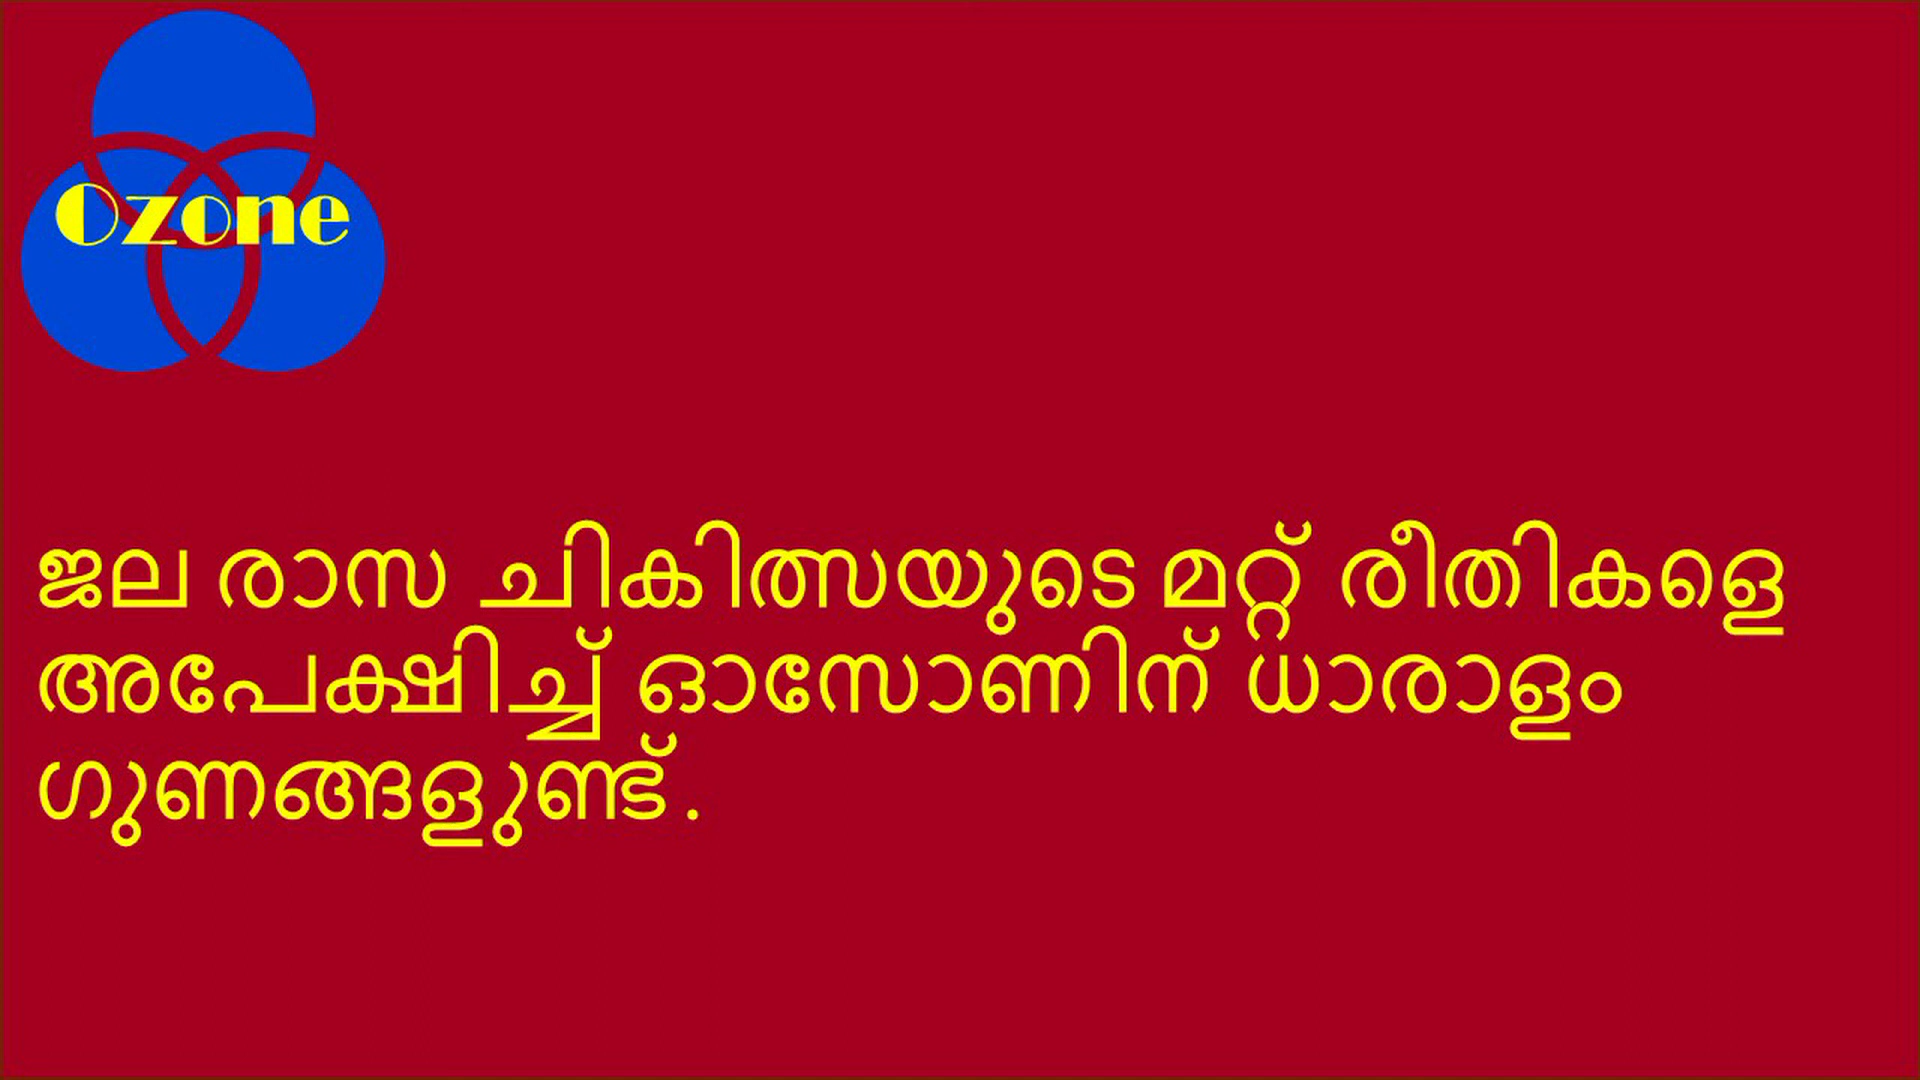 Ozone
ജല രാസ ചികിത്സയുടെ മറ്റ് രീതികളെ
അപേക്ഷിച്ച് ഓസോണിന് ധാരാളം
ഗുണങ്ങളുണ്ട്.